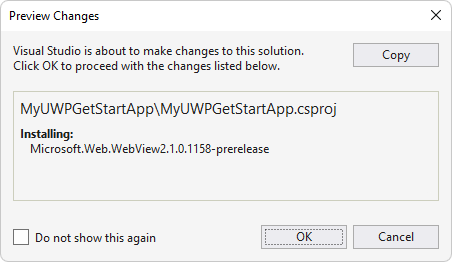 Preview Changes
Visual Studio is about to make changes to this solution.
Click OK to proceed with the changes listed below.
Copy
MyUWPGetStartApp\MyUWPGetStartApp.csproj
Installing:
Microsoft.Web.WebView2.1.0.1158-prerelease
Do not show this again
OK
Cancel